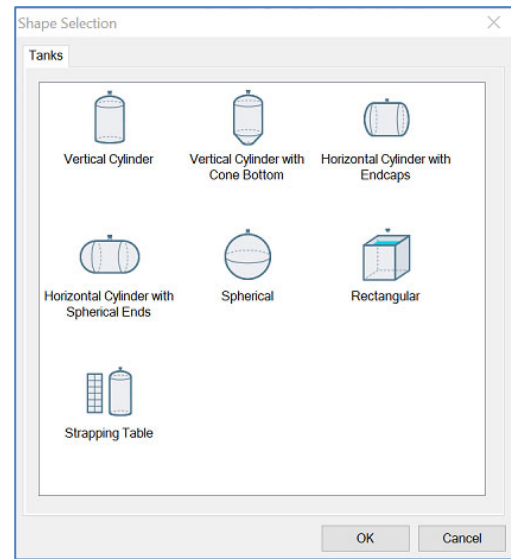 Shape Selection
Tanks
Vertical Cylinder
Vertical Cylinder with
Cone Bottom
Horizontal Cylinder with
Endcaps
Horizontal Cylinder with
Spherical Ends
Spherical
Rectangular
Strapping Table
OK
Cancel